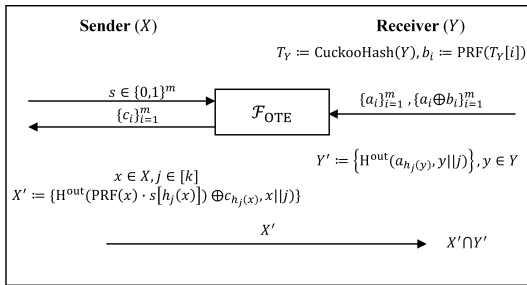 Sender (X)
Receiver (Y)
T_Y ≔ CuckooHash(Y), b_i ≔ PRF(T_Y[i])
s ∈ {0,1}^m
{c_i}_{i=1}^m
ℱ_OTE
{a_i}_{i=1}^m , {a_i⊕b_i}_{i=1}^m
Y′ ≔ {H^out(a_{h_j(y)}, y||j)}, y ∈ Y
x ∈ X, j ∈ [k]
X′ ≔ {H^out(PRF(x) · s[h_j(x)]) ⊕c_{h_j(x)}, x||j)}
X′
X′∩Y′